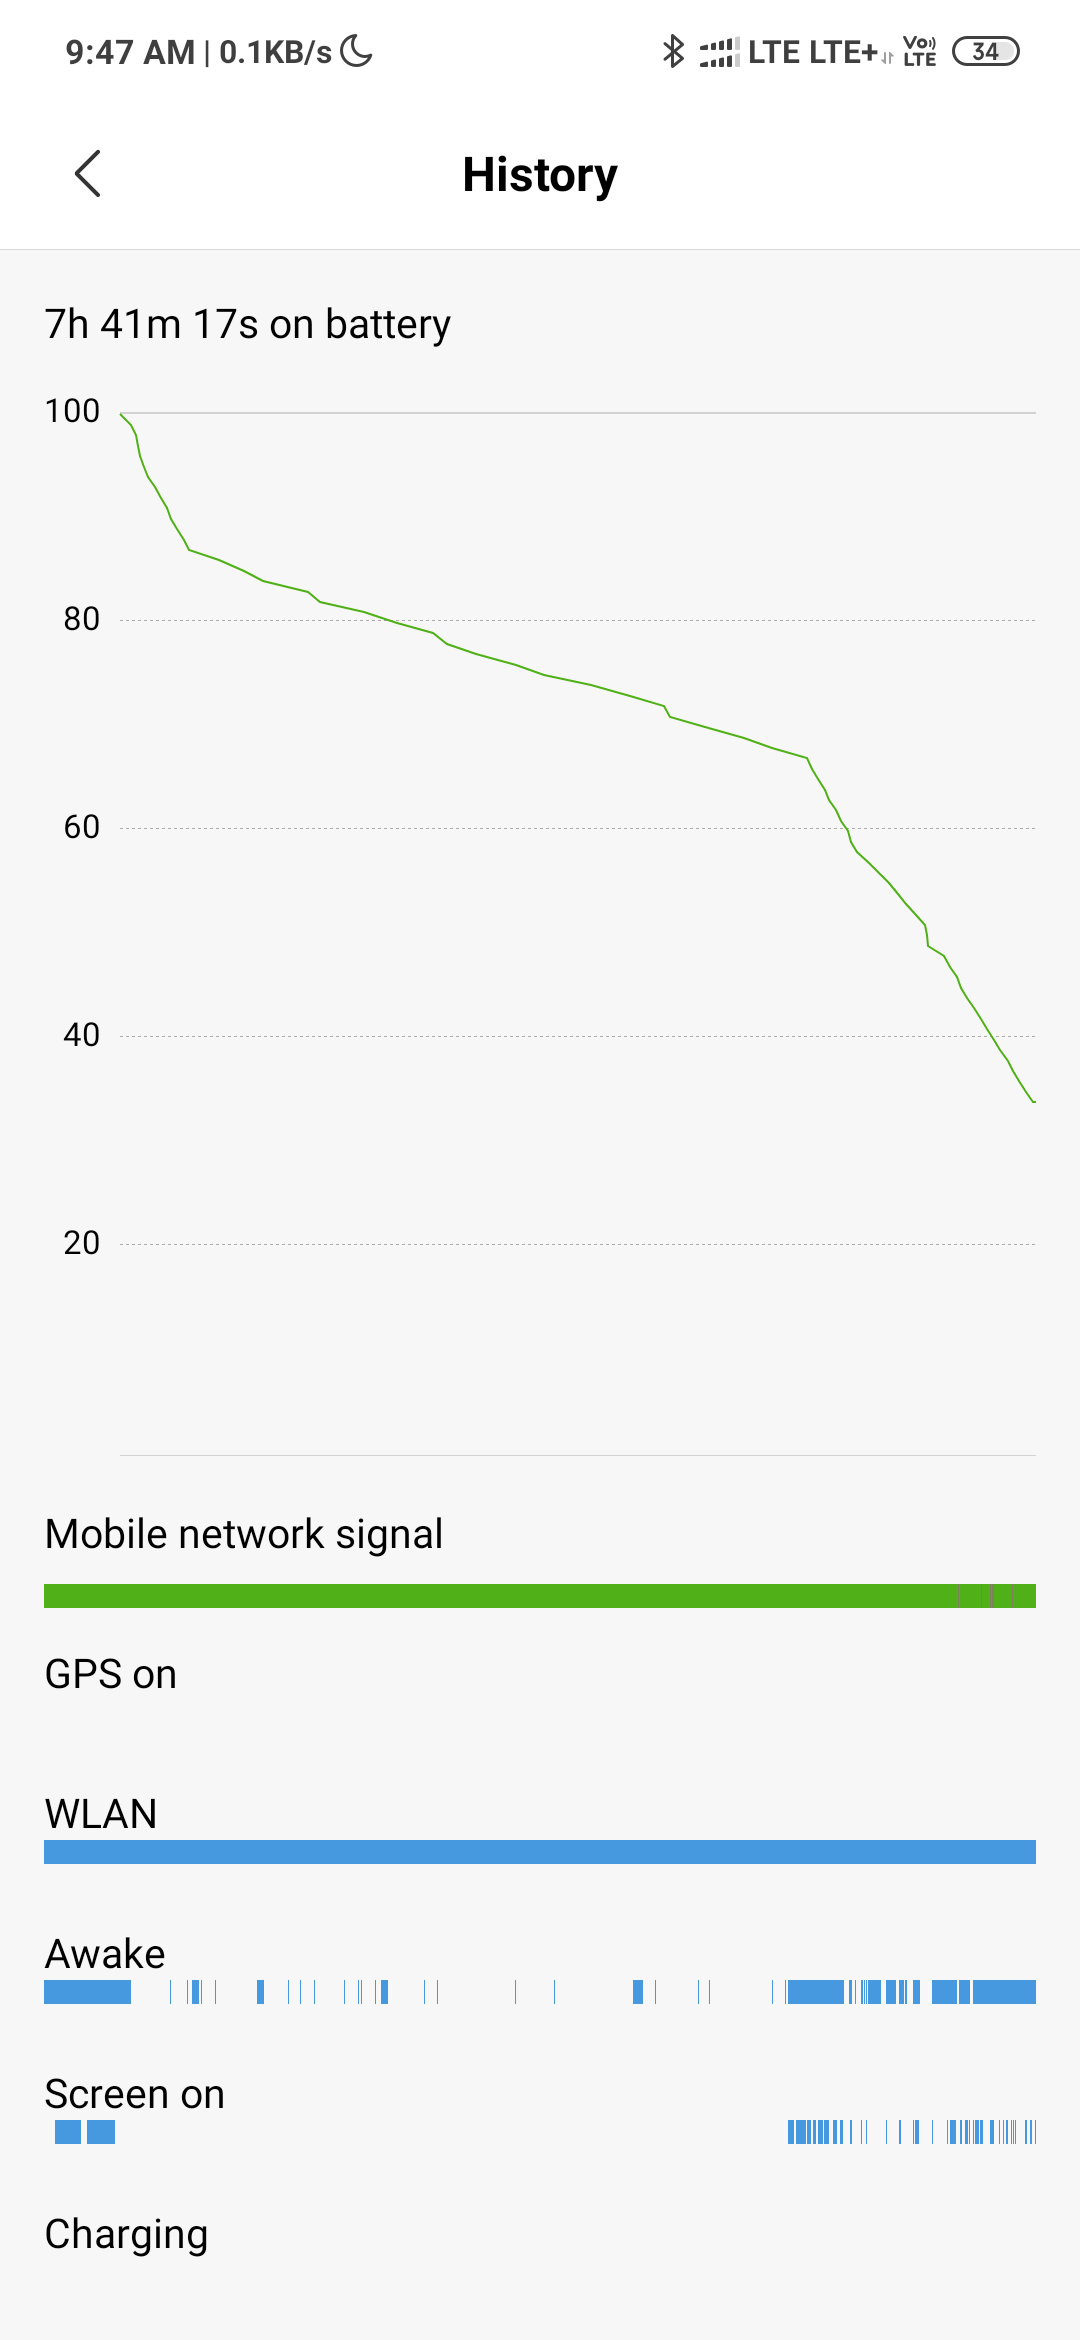 9:47 AM | 0.1KB/s LTE LTE+ Vo LTE 34
History
7h 41m 17s on battery
100
80
60
40
20
Mobile network signal
GPS on
WLAN
Awake
Screen on
Charging